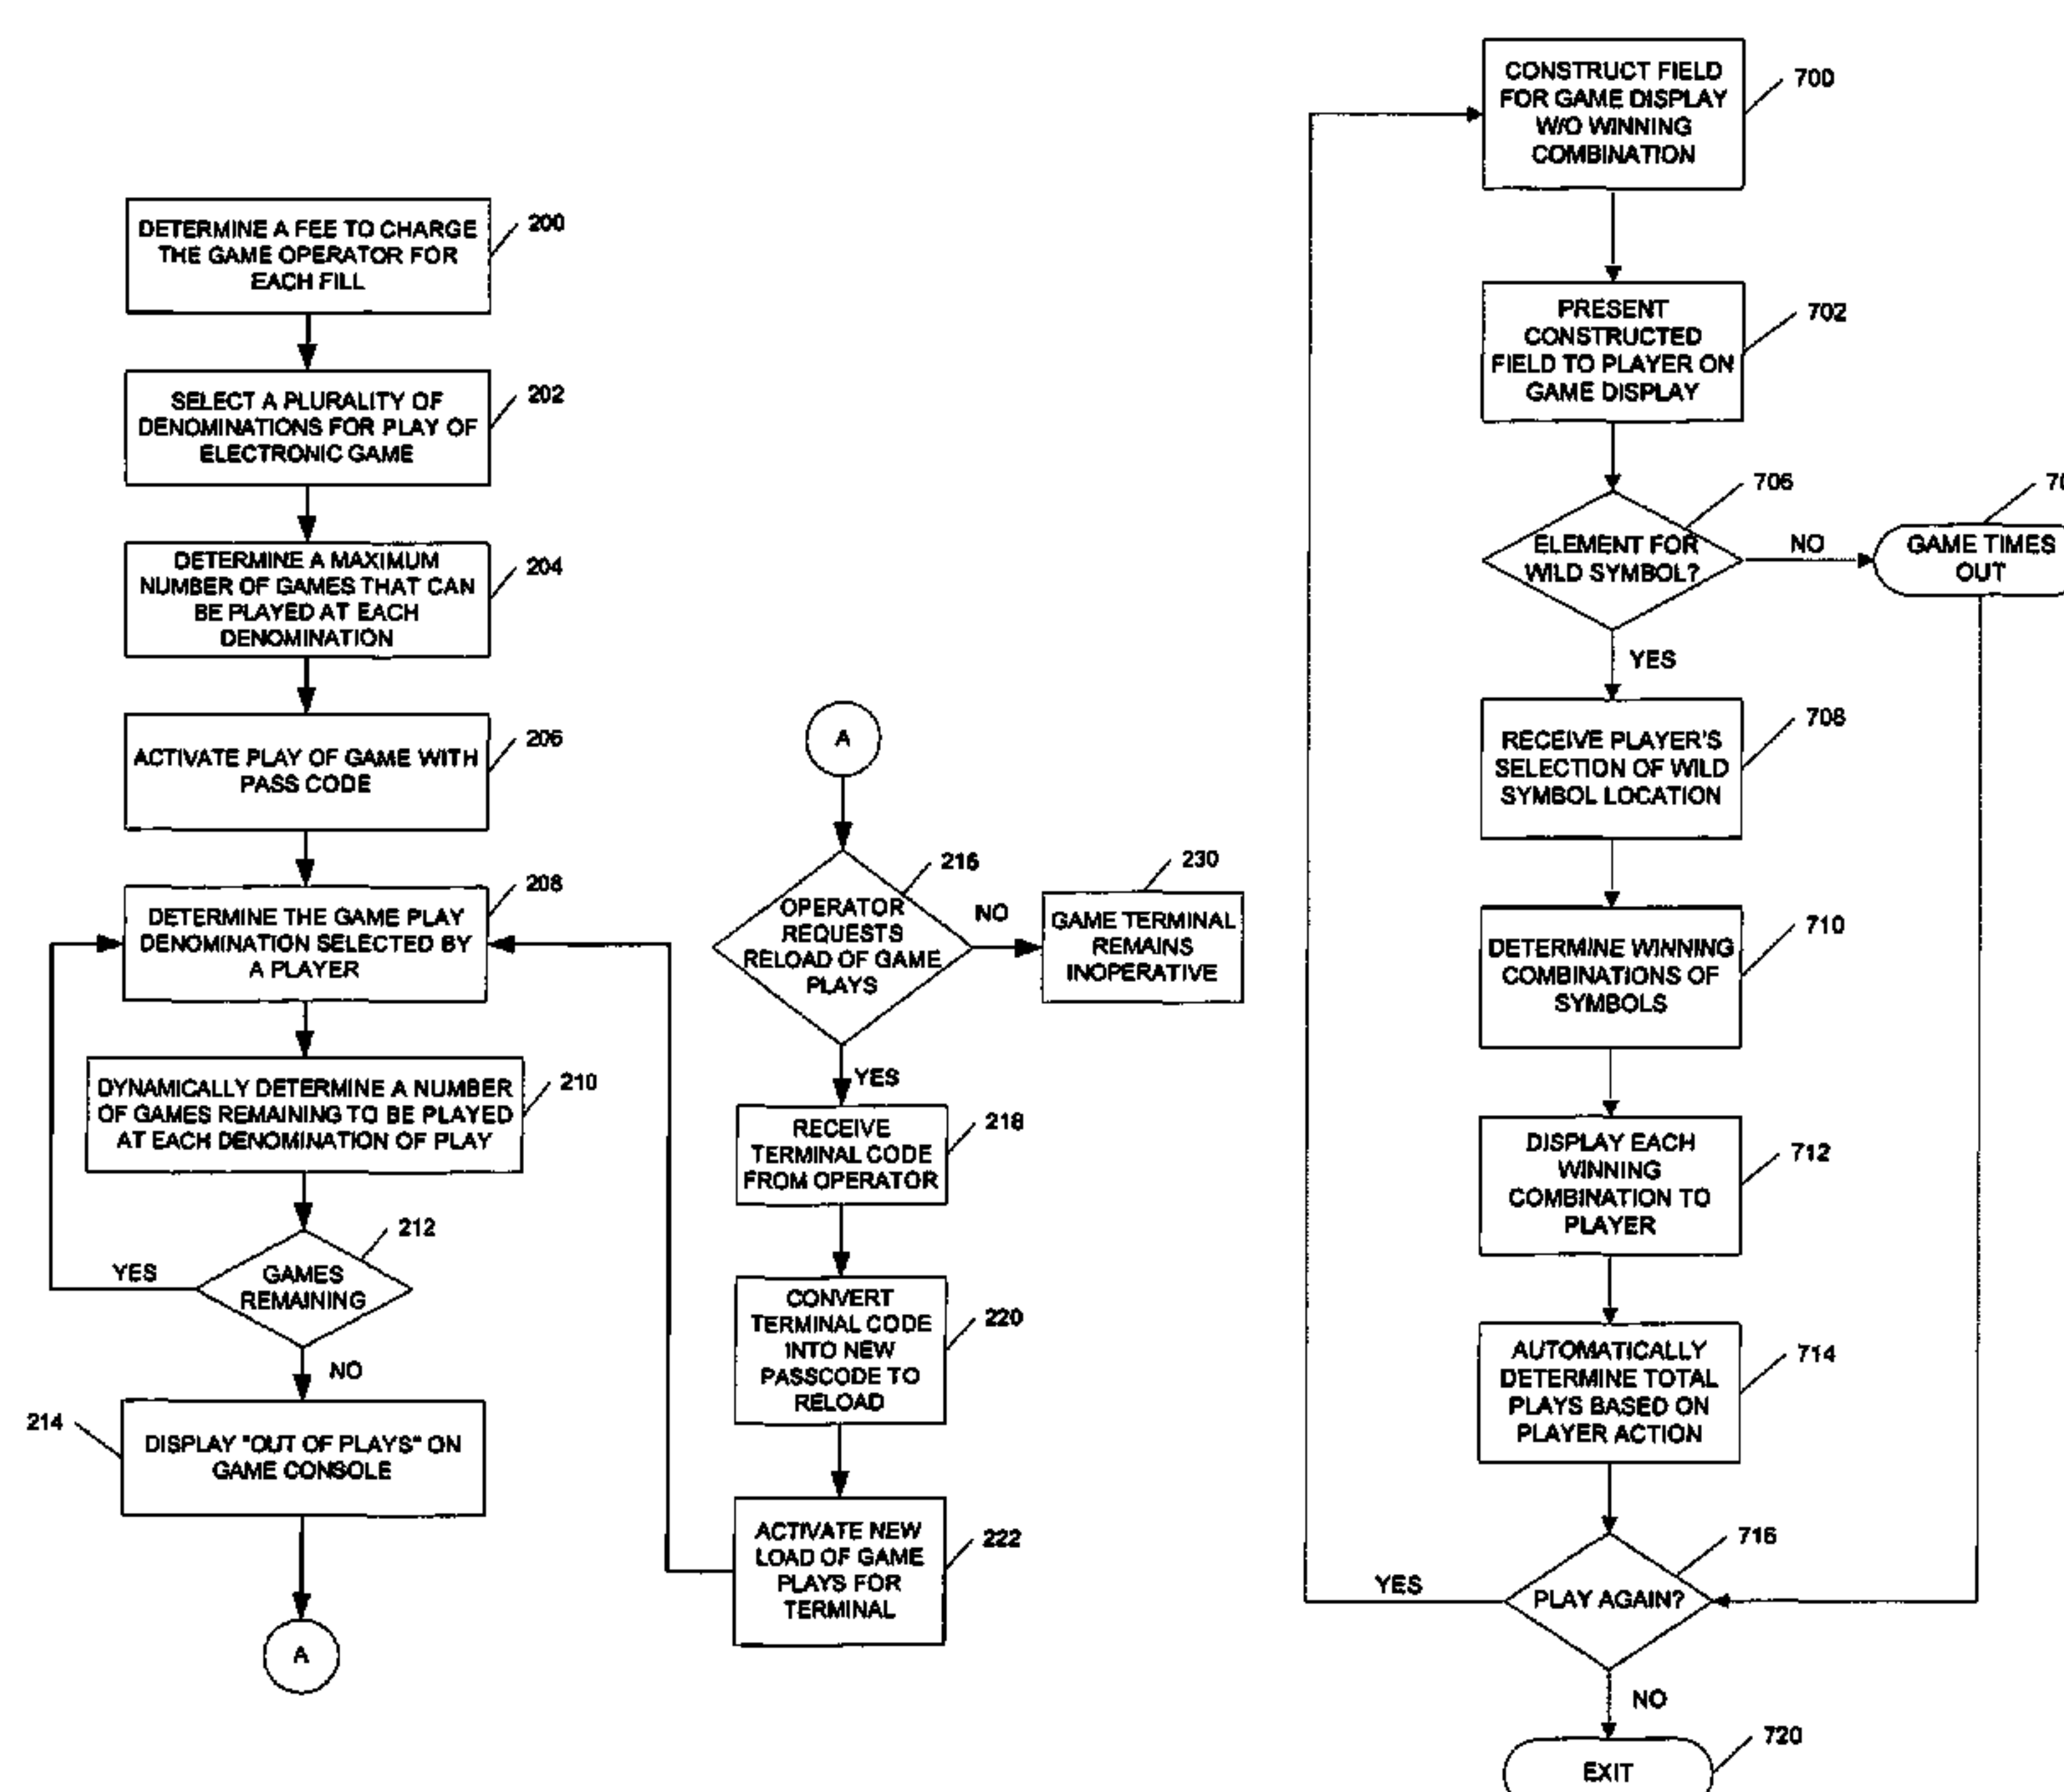 DETERMINE A FEE TO CHARGE
THE GAME OPERATOR FOR
EACH FILL
200
SELECT A PLURALITY OF
DENOMINATIONS FOR PLAY OF
ELECTRONIC GAME
202
DETERMINE A MAXIMUM
NUMBER OF GAMES THAT CAN
BE PLAYED AT EACH
DENOMINATION
204
ACTIVATE PLAY OF GAME WITH
PASS CODE
206
DETERMINE THE GAME PLAY
DENOMINATION SELECTED BY
A PLAYER
208
DYNAMICALLY DETERMINE A NUMBER
OF GAMES REMAINING TO BE PLAYED
AT EACH DENOMINATION OF PLAY
210
GAMES
REMAINING
212
YES
NO
DISPLAY "OUT OF PLAYS" ON
GAME CONSOLE
214
A
A
OPERATOR
REQUESTS
RELOAD OF GAME
PLAYS
216
NO
GAME TERMINAL
REMAINS
INOPERATIVE
230
YES
RECEIVE
TERMINAL CODE
FROM OPERATOR
218
CONVERT
TERMINAL CODE
INTO NEW
PASSCODE TO
RELOAD
220
ACTIVATE NEW
LOAD OF GAME
PLAYS FOR
TERMINAL
222
CONSTRUCT FIELD
FOR GAME DISPLAY
W/O WINNING
COMBINATION
700
PRESENT
CONSTRUCTED
FIELD TO PLAYER ON
GAME DISPLAY
702
ELEMENT FOR
WILD SYMBOL?
706
NO
GAME TIMES
OUT
YES
RECEIVE PLAYER'S
SELECTION OF WILD
SYMBOL LOCATION
708
DETERMINE WINNING
COMBINATIONS OF
SYMBOLS
710
DISPLAY EACH
WINNING
COMBINATION TO
PLAYER
712
AUTOMATICALLY
DETERMINE TOTAL
PLAYS BASED ON
PLAYER ACTION
714
PLAY AGAIN?
716
YES
NO
EXIT
720